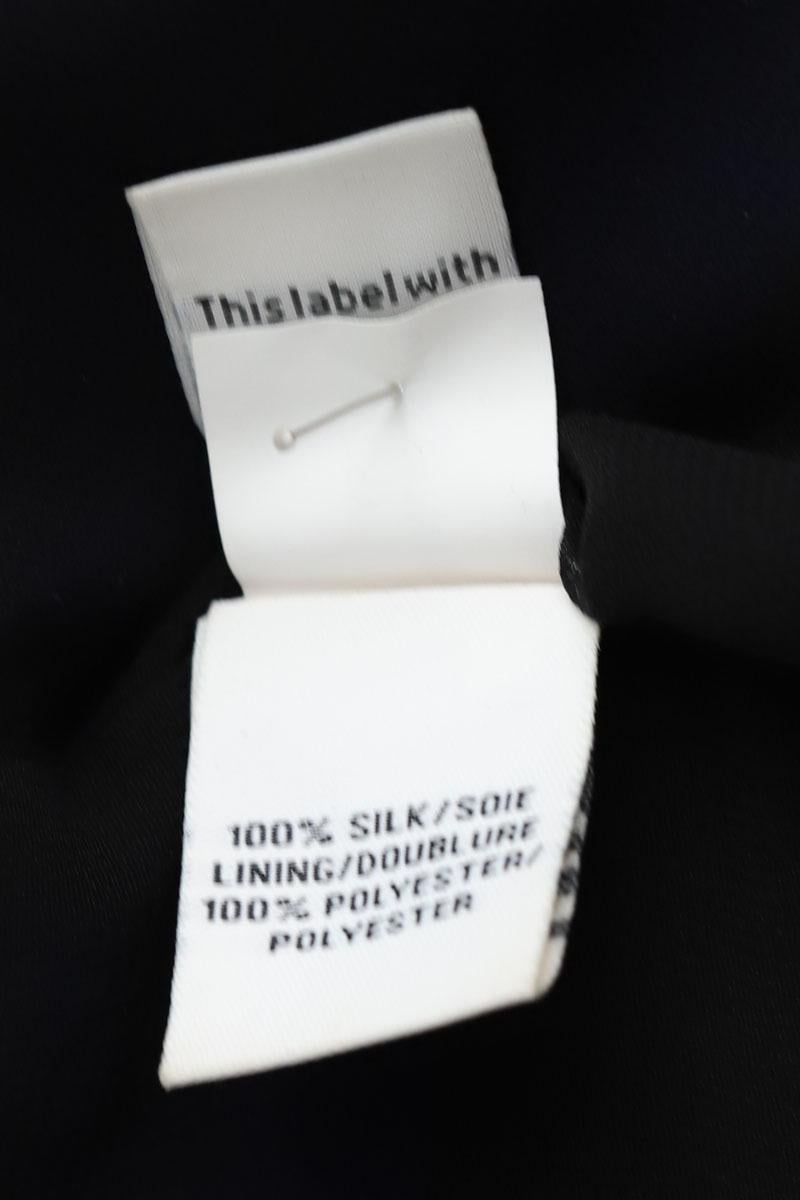 This label with
100% SILK/SOIE
LINING/DOUBLURE
100% POLYESTER/
POLYESTER